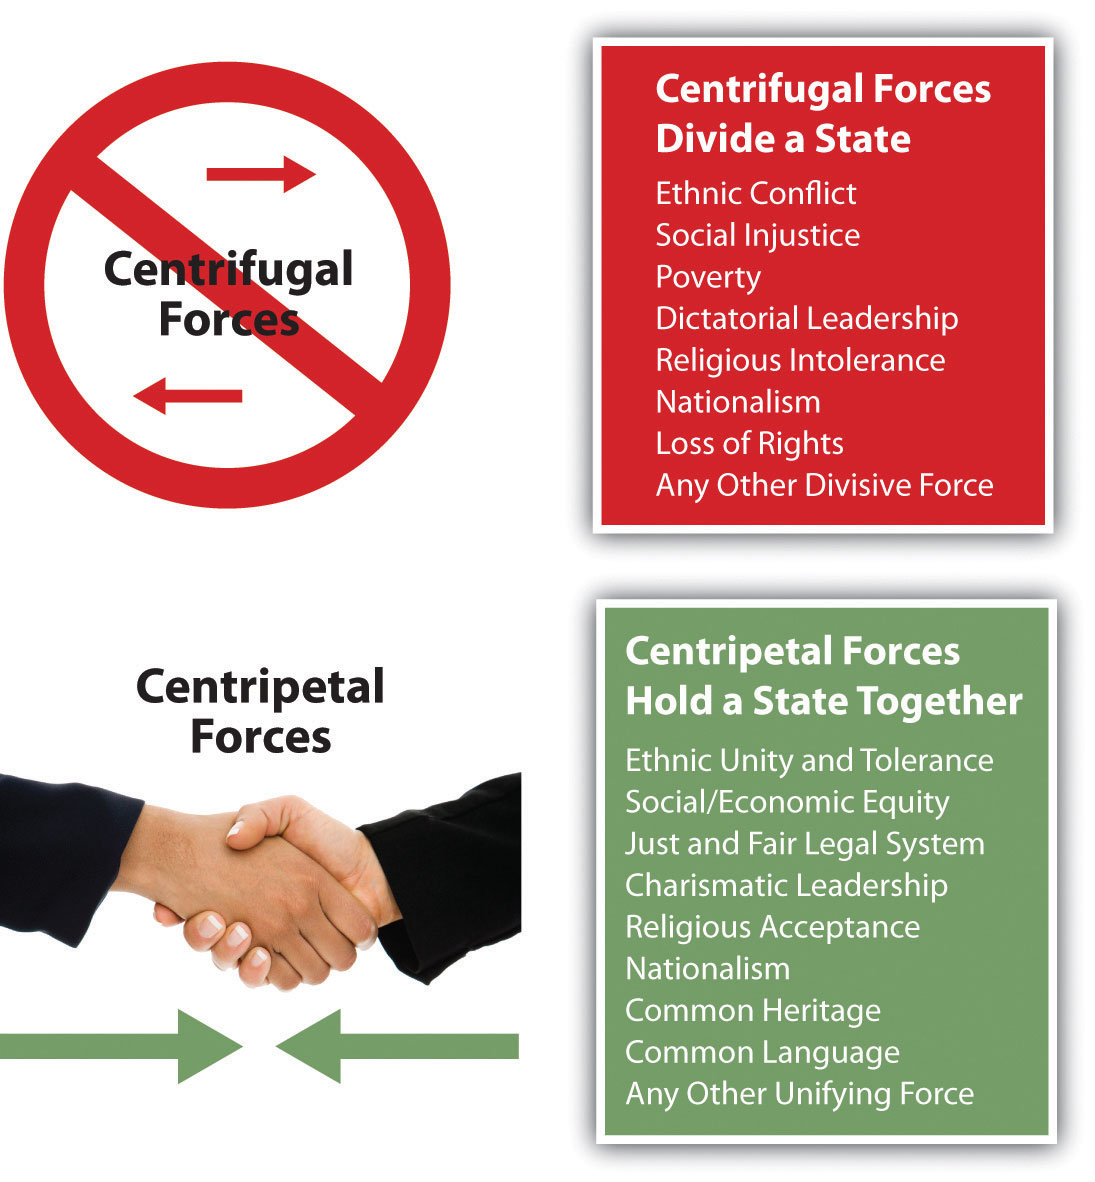 Centrifugal
Forces
Centrifugal Forces
Divide a State
Ethnic Conflict
Social Injustice
Poverty
Dictatorial Leadership
Religious Intolerance
Nationalism
Loss of Rights
Any Other Divisive Force
Centripetal
Forces
Centripetal Forces
Hold a State Together
Ethnic Unity and Tolerance
Social/Economic Equity
Just and Fair Legal System
Charismatic Leadership
Religious Acceptance
Nationalism
Common Heritage
Common Language
Any Other Unifying Force